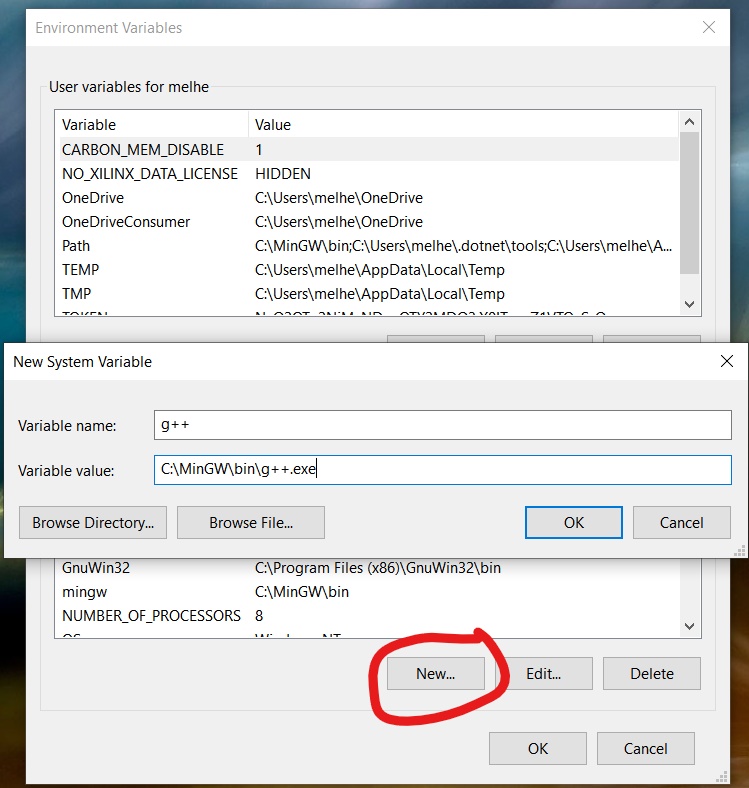 Environment Variables
User variables for melhe
Variable Value
CARBON_MEM_DISABLE 1
NO_XILINX_DATA_LICENSE HIDDEN
OneDrive C:\Users\melhe\OneDrive
OneDriveConsumer C:\Users\melhe\OneDrive
Path C:\MinGW\bin;C:\Users\melhe\.dotnet\tools;C:\Users\melhe\A...
TEMP C:\Users\melhe\AppData\Local\Temp
TMP C:\Users\melhe\AppData\Local\Temp
TOKEN
New System Variable
Variable name: g++
Variable value: C:\MinGW\bin\g++.exe
Browse Directory... Browse File... OK Cancel
GnuWin32 C:\Program Files (x86)\GnuWin32\bin
mingw C:\MinGW\bin
NUMBER_OF_PROCESSORS 8
OS Windows_NT
New... Edit... Delete
OK Cancel